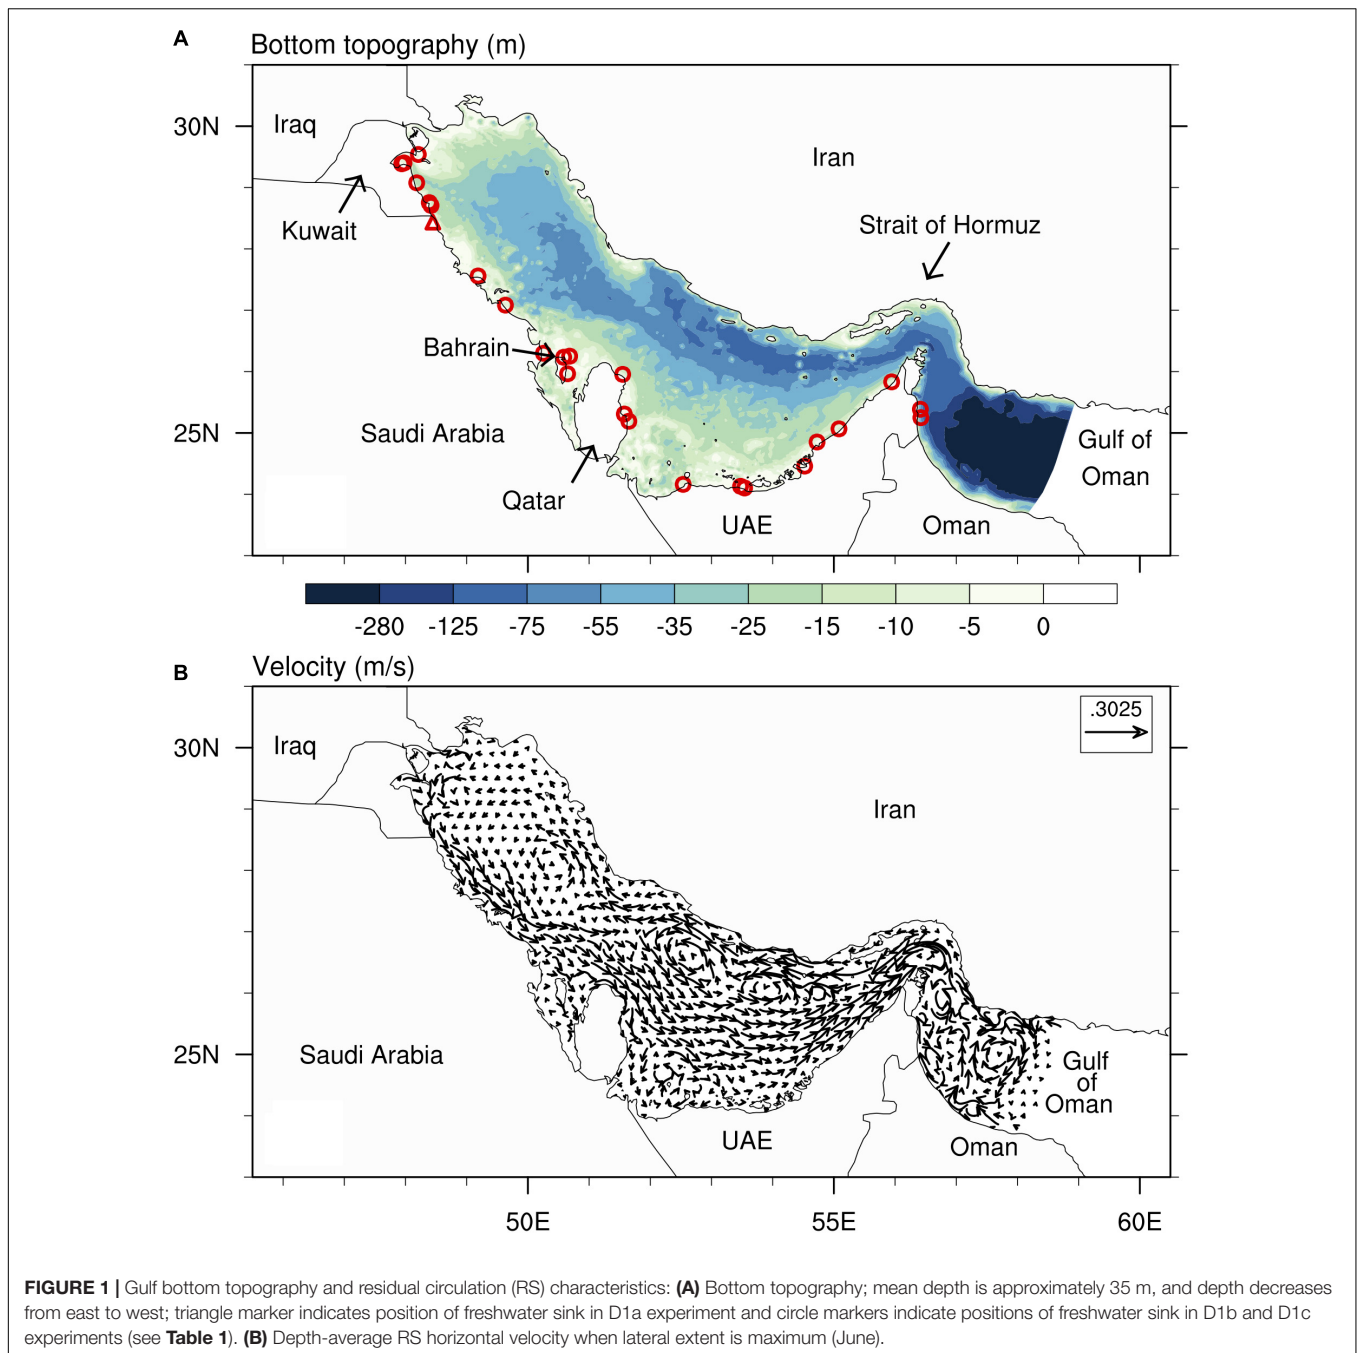 A
Bottom topography (m)
30N
Iraq
Iran
Kuwait
Strait of Hormuz
Bahrain
25N
Saudi Arabia
Gulf of
Oman
Qatar
UAE
Oman
-280 -125 -75 -55 -35 -25 -15 -10 -5 0
B
Velocity (m/s)
.3025
30N
Iraq
Iran
25N
Saudi Arabia
Gulf
of
Oman
UAE
Oman
50E 55E 60E
FIGURE 1 | Gulf bottom topography and residual circulation (RS) characteristics: (A) Bottom topography; mean depth is approximately 35 m, and depth decreases
from east to west; triangle marker indicates position of freshwater sink in D1a experiment and circle markers indicate positions of freshwater sink in D1b and D1c
experiments (see Table 1). (B) Depth-average RS horizontal velocity when lateral extent is maximum (June).